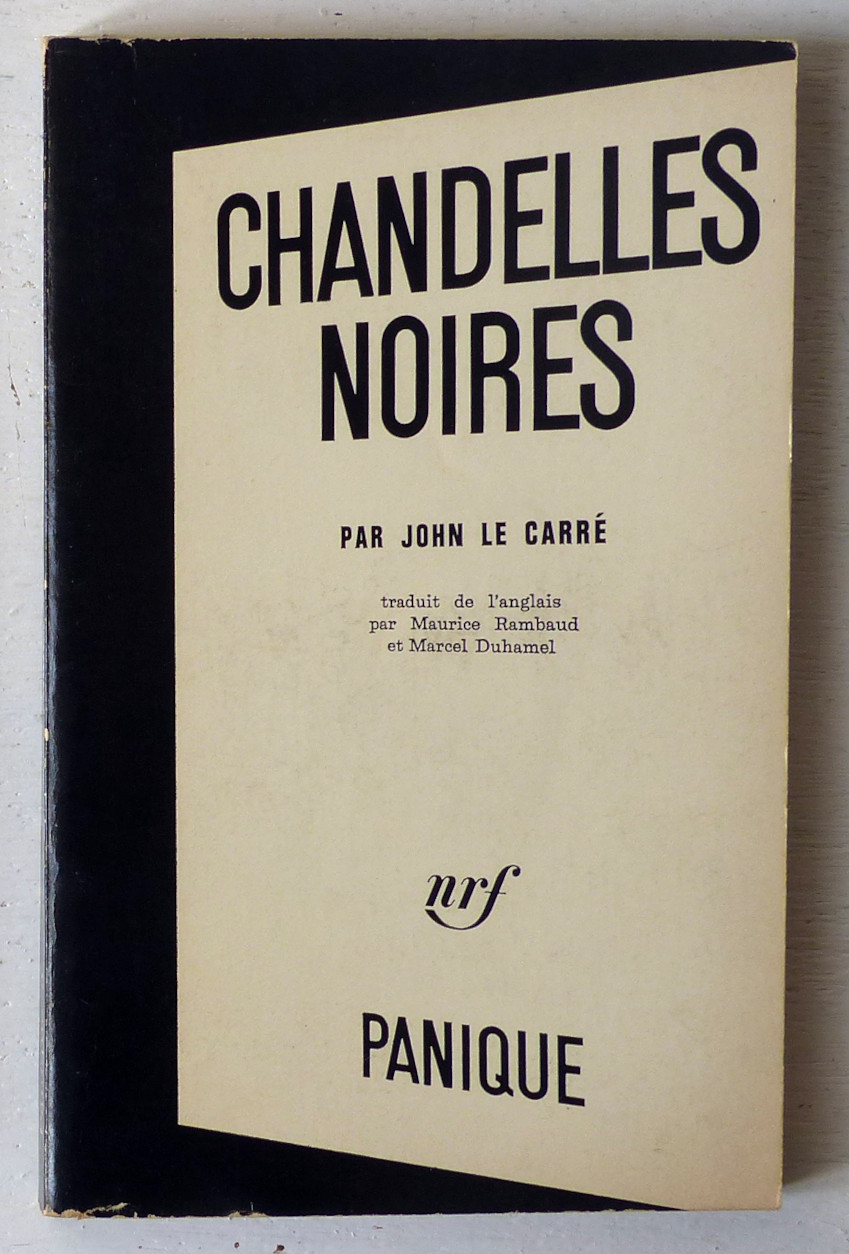 CHANDELLES
NOIRES
PAR JOHN LE CARRÉ
traduit de l'anglais
par Maurice Rambaud
et Marcel Duhamel
nrf
PANIQUE